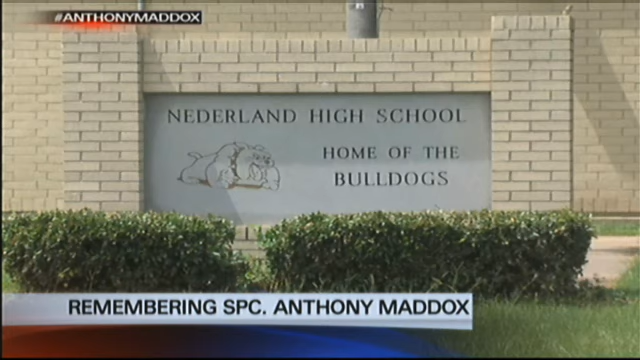 #ANTHONYMADDOX
NEDERLAND HIGH SCHOOL
HOME OF THE
BULLDOGS
REMEMBERING SPC. ANTHONY MADDOX